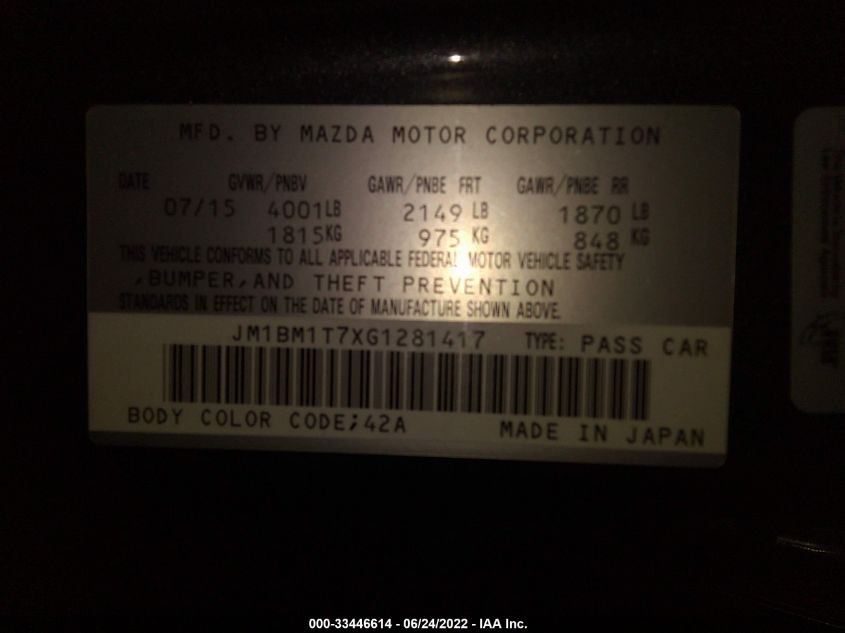 MFD. BY MAZDA MOTOR CORPORATION
DATE GVWR/PNBV GAWR/PNBE FRT GAWR/PNBE RR
07/15 4001LB 2149 LB 1870 LB
1815KG 975 KG 848 KG
THIS VEHICLE CONFORMS TO ALL APPLICABLE FEDERAL MOTOR VEHICLE SAFETY
,BUMPER,AND THEFT PREVENTION
STANDARDS IN EFFECT ON THE DATE OF MANUFACTURE SHOWN ABOVE.
JM1BM1T7XG1281417 TYPE: PASS CAR
BODY COLOR CODE;42A MADE IN JAPAN
000-33446614 - 06/24/2022 - IAA Inc.